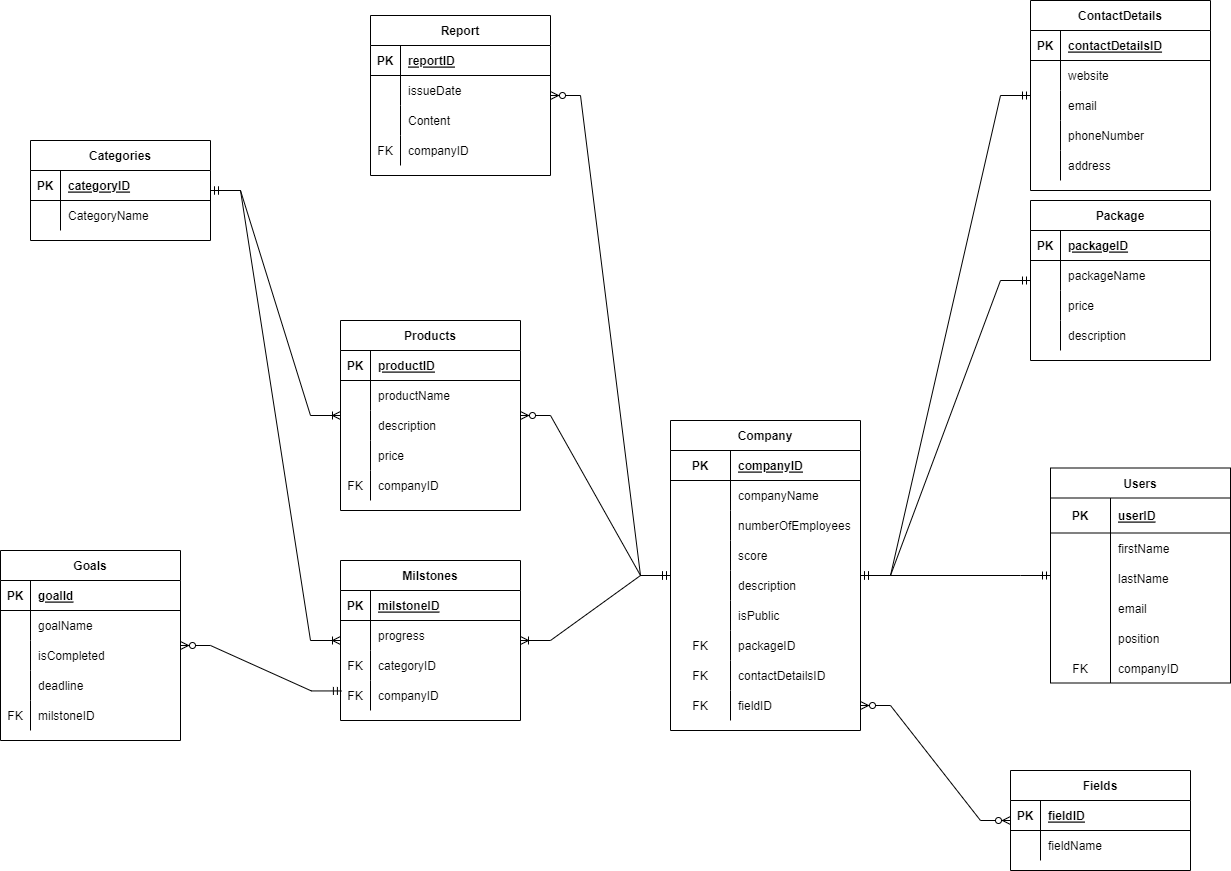 Report
PK reportID
issueDate
Content
FK companyID
ContactDetails
PK contactDetailsID
website
email
phoneNumber
address
Categories
PK categoryID
CategoryName
Package
PK packageID
packageName
price
description
Products
PK productID
productName
description
price
FK companyID
Company
PK companyID
companyName
numberOfEmployees
score
description
isPublic
FK packageID
FK contactDetailsID
FK fieldID
Users
PK userID
firstName
lastName
email
position
FK companyID
Goals
PK goalId
goalName
isCompleted
deadline
FK milstoneID
Milstones
PK milstoneID
progress
FK categoryID
FK companyID
Fields
PK fieldID
fieldName